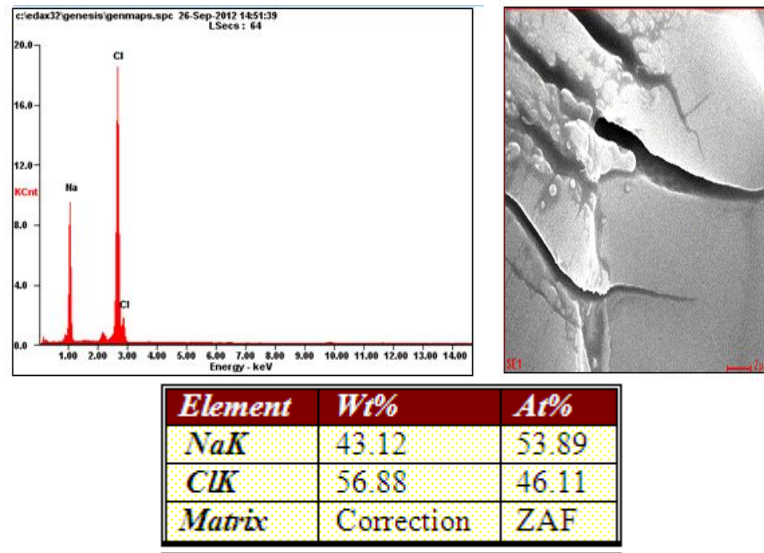 c:\edax32\genesis\genmaps.spc 26-Sep-2012 14:51:39
LSecs : 64
20.0
16.0
12.0
8.0
4.0
0.0
KCnt
Na
Cl
Cl
1.00 2.00 3.00 4.00 5.00 6.00 7.00 8.00 9.00 10.00 11.00 12.00 13.00 14.00
Energy - keV
SE1
Element Wt% At%
NaK 43.12 53.89
ClK 56.88 46.11
Matrix Correction ZAF